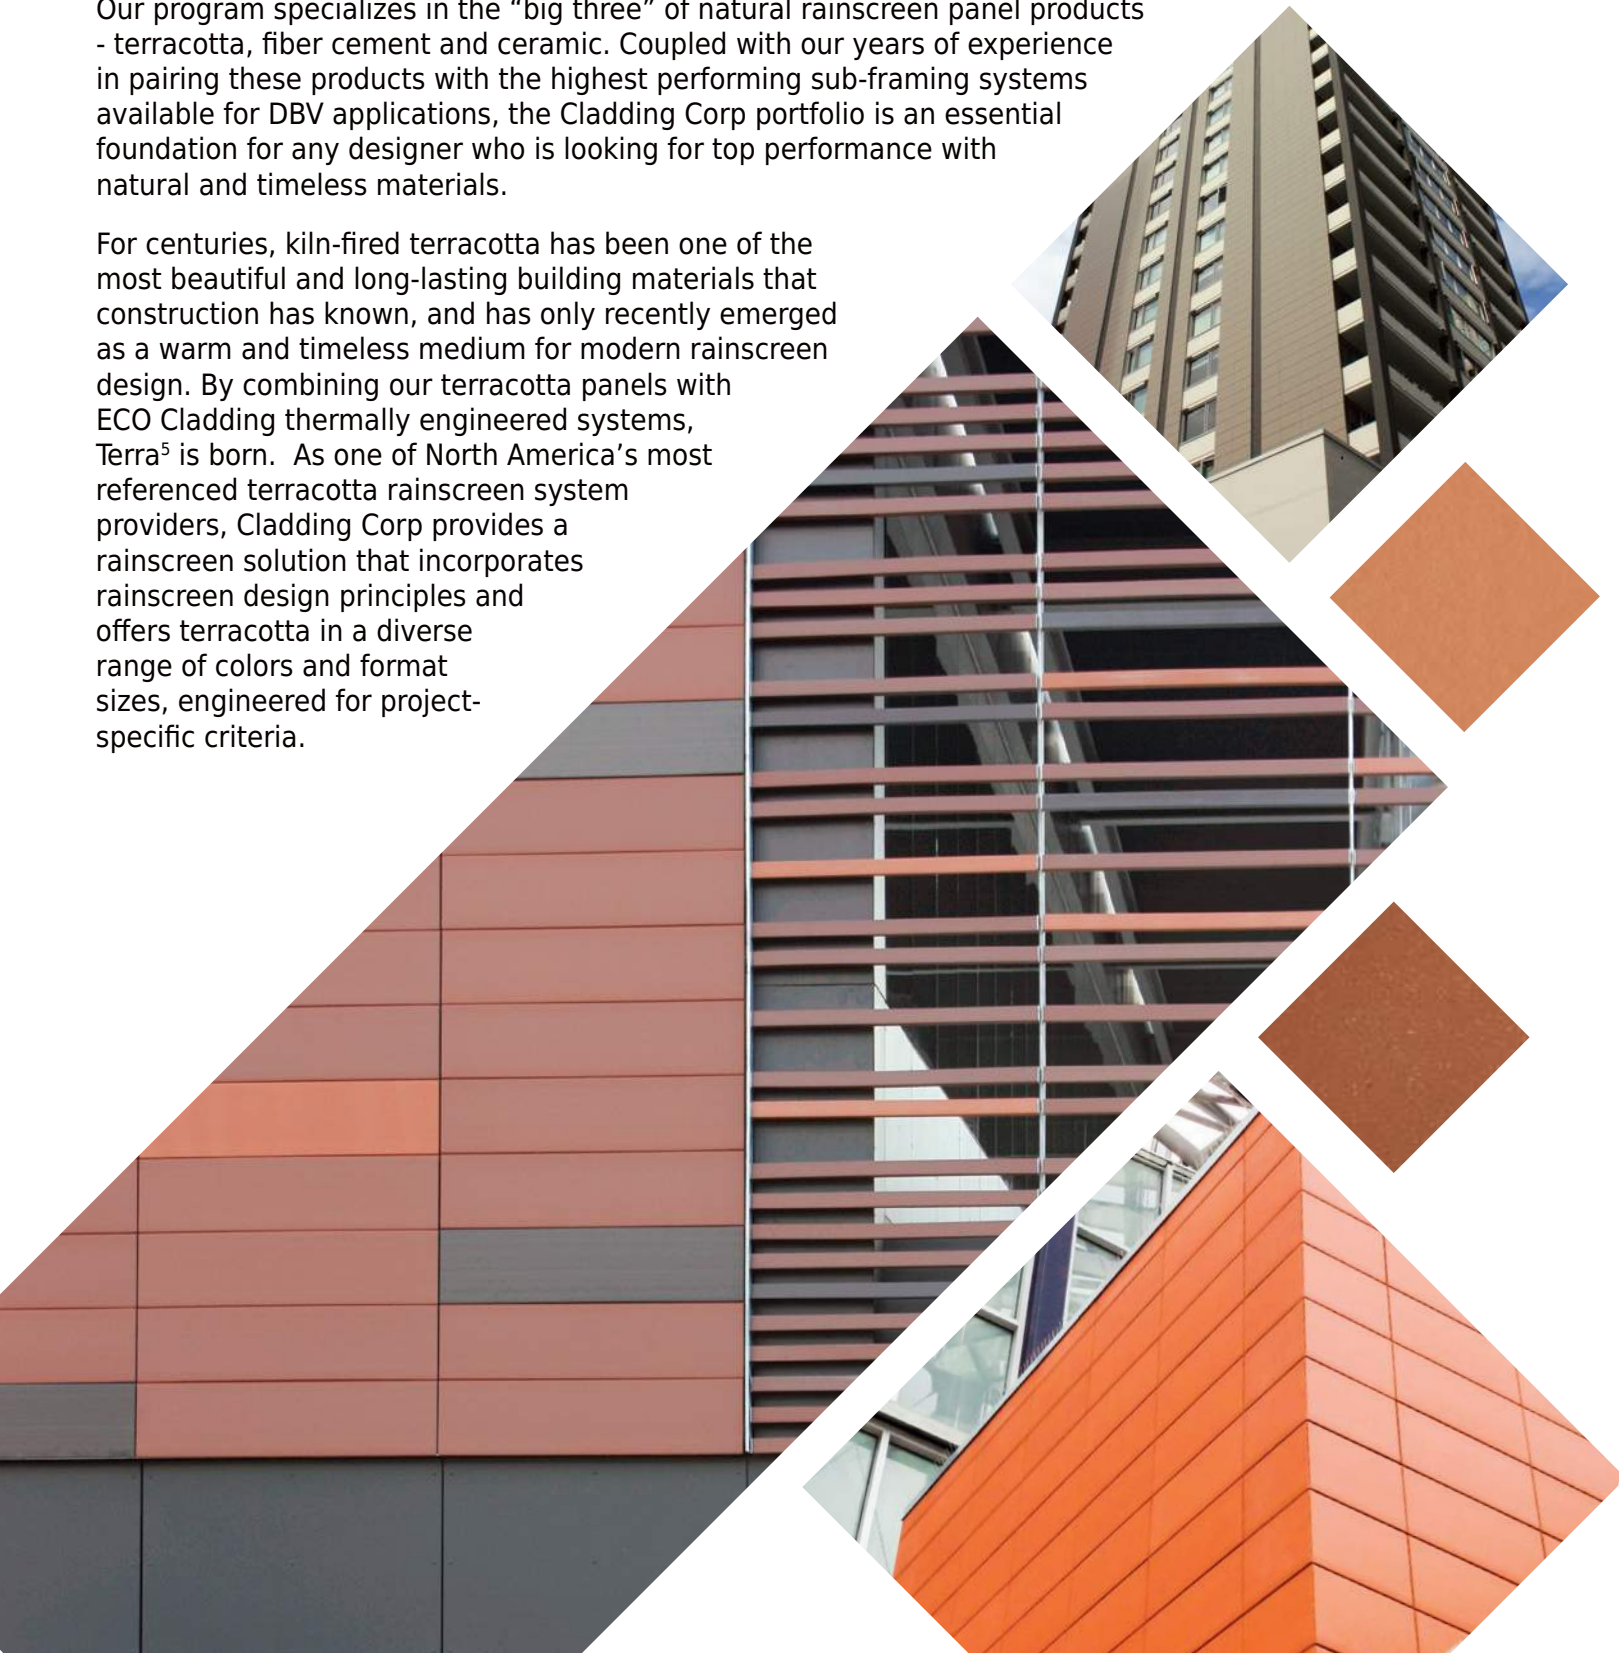 Our program specializes in the “big three” of natural rainscreen panel products
- terracotta, fiber cement and ceramic. Coupled with our years of experience
in pairing these products with the highest performing sub-framing systems
available for DBV applications, the Cladding Corp portfolio is an essential
foundation for any designer who is looking for top performance with
natural and timeless materials.
For centuries, kiln-fired terracotta has been one of the
most beautiful and long-lasting building materials that
construction has known, and has only recently emerged
as a warm and timeless medium for modern rainscreen
design. By combining our terracotta panels with
ECO Cladding thermally engineered systems,
Terra⁵ is born.  As one of North America’s most
referenced terracotta rainscreen system
providers, Cladding Corp provides a
rainscreen solution that incorporates
rainscreen design principles and
offers terracotta in a diverse
range of colors and format
sizes, engineered for project-
specific criteria.